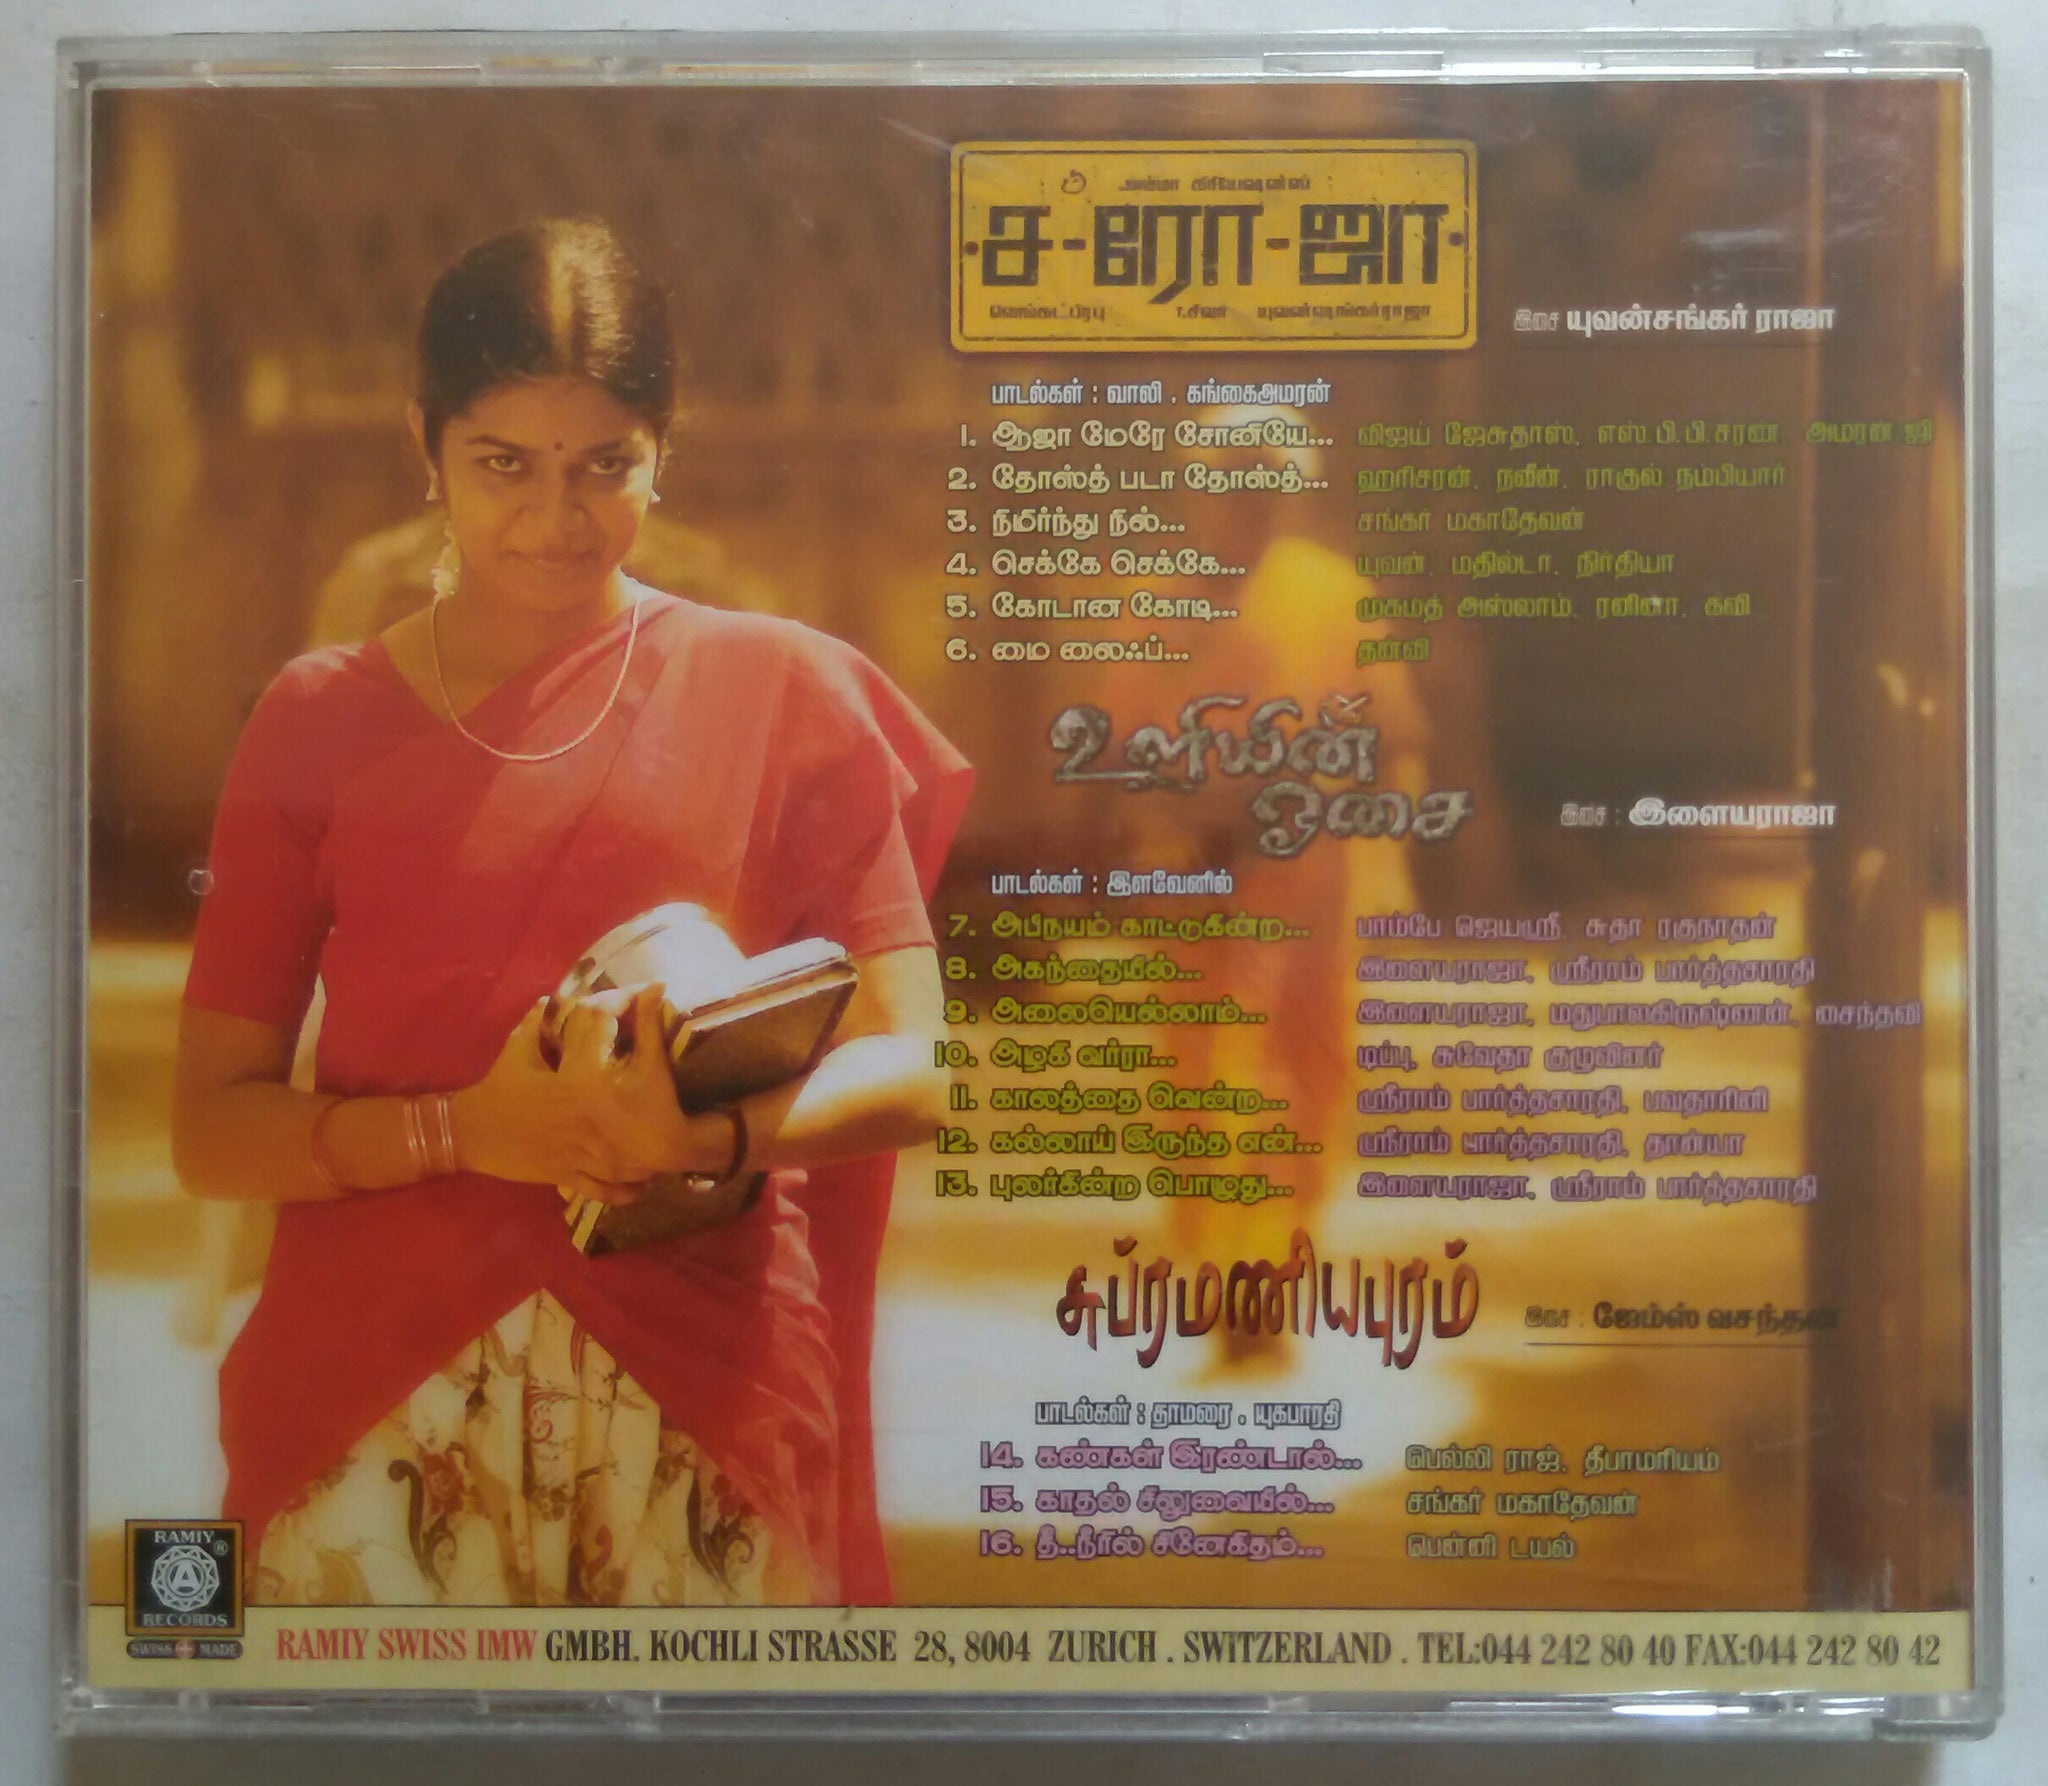 அம்மா கிரியேஷன்ஸ்
ச-ரோ-ஜா
வெங்கட்பிரபு T.சிவா யுவன்ஷங்கர்ராஜா
இசை யுவன்சங்கர் ராஜா
பாடல்கள் : வாலி . கங்கைஅமரன்
1. ஆஜா மேரே சோனியே... விஜய் ஜேசுதாஸ், எஸ்.பி.பி.சரண், அமரன்.ஜி
2. தோஸ்த் படா தோஸ்த்... ஹரிசரன், நவீன், ராகுல் நம்பியார்
3. நிமிர்ந்து நில்... சங்கர் மகாதேவன்
4. செக்கே செக்கே... யுவன், மதில்டா, நிர்தியா
5. கோடான கோடி... முகமத் அஸ்லாம், ரனினா, கவி
6. மை லைஃப்... தன்வி
உளியின்
ஓசை
இசை : இளையராஜா
பாடல்கள் : இளவேனில்
7. அபிநயம் காட்டுகின்ற... பாம்பே ஜெயஸ்ரீ, சுதா ரகுநாதன்
8. அகந்தையில்... இளையராஜா, ஸ்ரீராம் பார்த்தசாரதி
9. அலையெல்லாம்... இளையராஜா, மதுபாலகிருஷ்ணன், சைந்தவி
10. அழகி வர்ரா... டிப்பு, சுவேதா குழுவினர்
11. காலத்தை வென்ற... ஸ்ரீராம் பார்த்தசாரதி, பவதாரினி
12. கல்லாய் இருந்த என்... ஸ்ரீராம் பார்த்தசாரதி, தான்யா
13. புலர்கின்ற பொழுது... இளையராஜா, ஸ்ரீராம் பார்த்தசாரதி
சுப்ரமணியபுரம்
இசை : ஜேம்ஸ் வசந்தன்
பாடல்கள் : தாமரை . யுகபாரதி
14. கண்கள் இரண்டால்... பெல்லி ராஜ், தீபாமரியம்
15. காதல் சிலுவையில்... சங்கர் மகாதேவன்
16. தீ..நீரில் சினேகிதம்... பென்னி டயல்
RAMIY
A
RECORDS
SWISS MADE
RAMIY SWISS IMW GMBH. KOCHLI STRASSE 28, 8004 ZURICH . SWITZERLAND . TEL:044 242 80 40 FAX:044 242 80 42